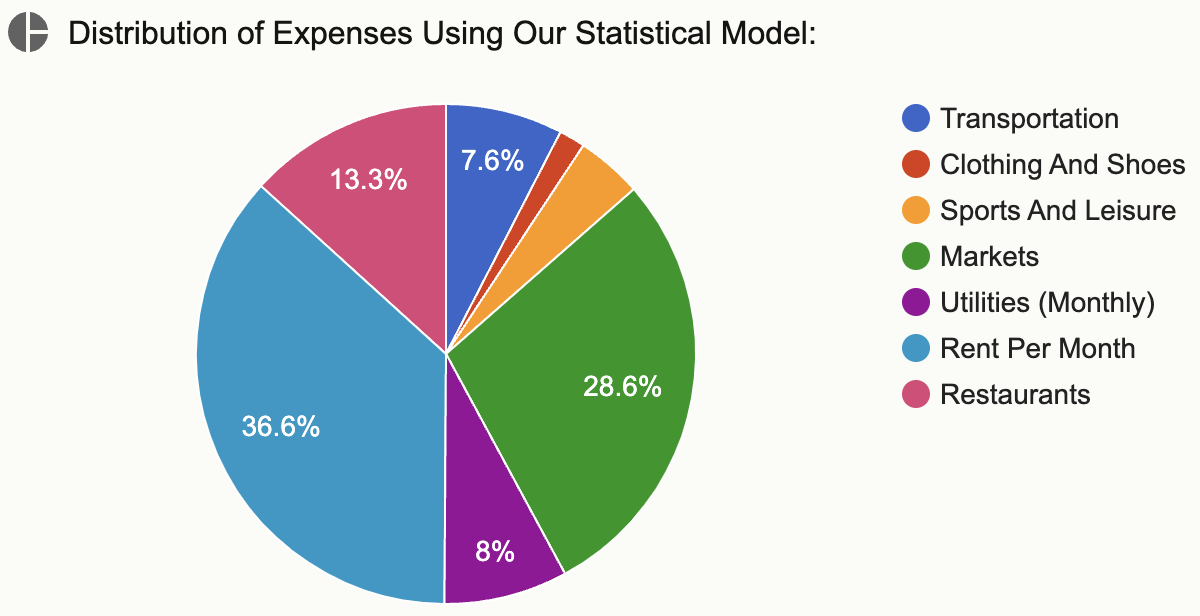 Distribution of Expenses Using Our Statistical Model:
7.6%
13.3%
28.6%
36.6%
8%
Transportation
Clothing And Shoes
Sports And Leisure
Markets
Utilities (Monthly)
Rent Per Month
Restaurants